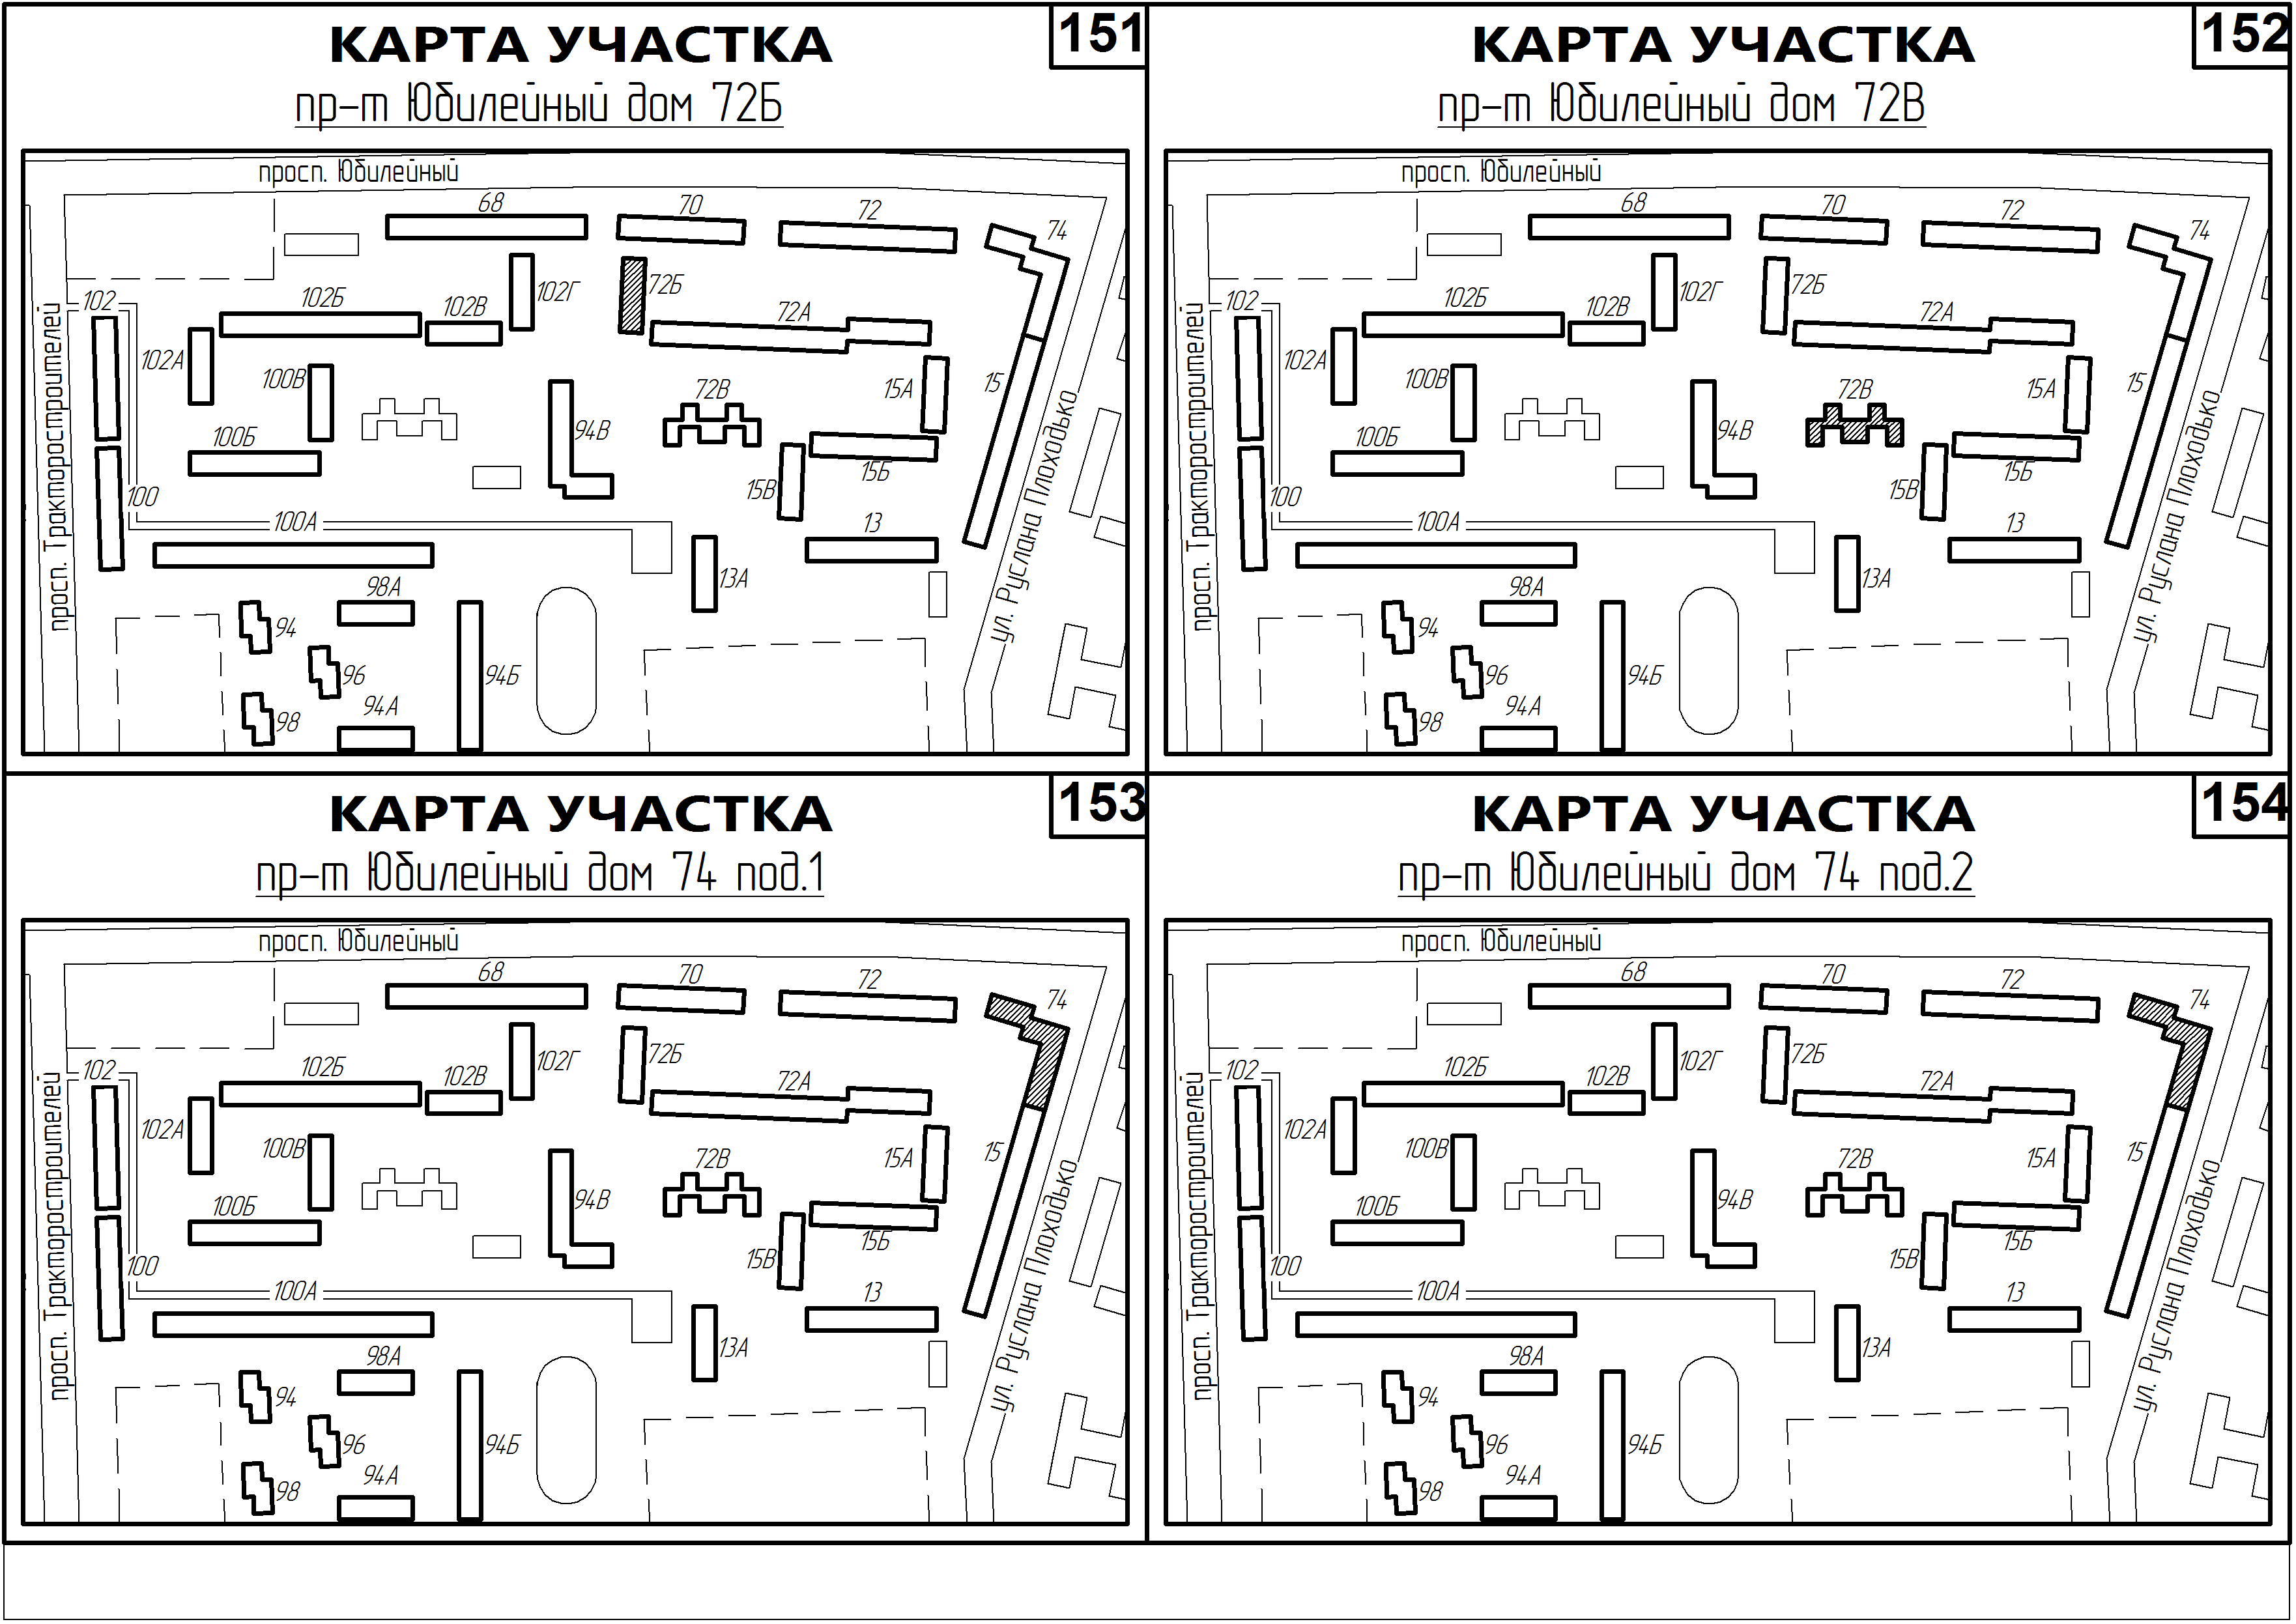 КАРТА УЧАСТКА
151
пр-т Юбилейный дом 72Б
просп. Юбилейный
68
70
72
74
72Б
102Г
102
102Б
102В
72А
102А
100В
72В
15А
15
94В
100Б
15Б
15В
100
100А
13
13А
98А
94
96
94Б
94А
98
просп. Тракторостроителей
ул. Руслана Плоходько
КАРТА УЧАСТКА
152
пр-т Юбилейный дом 72В
просп. Юбилейный
68
70
72
74
72Б
102Г
102
102Б
102В
72А
102А
100В
72В
15А
15
94В
100Б
15Б
15В
100
100А
13
13А
98А
94
96
94Б
94А
98
просп. Тракторостроителей
ул. Руслана Плоходько
КАРТА УЧАСТКА
153
пр-т Юбилейный дом 74 под.1
просп. Юбилейный
68
70
72
74
72Б
102Г
102
102Б
102В
72А
102А
100В
72В
15А
15
94В
100Б
15Б
15В
100
100А
13
13А
98А
94
96
94Б
94А
98
просп. Тракторостроителей
ул. Руслана Плоходько
КАРТА УЧАСТКА
154
пр-т Юбилейный дом 74 под.2
просп. Юбилейный
68
70
72
74
72Б
102Г
102
102Б
102В
72А
102А
100В
72В
15А
15
94В
100Б
15Б
15В
100
100А
13
13А
98А
94
96
94Б
94А
98
просп. Тракторостроителей
ул. Руслана Плоходько